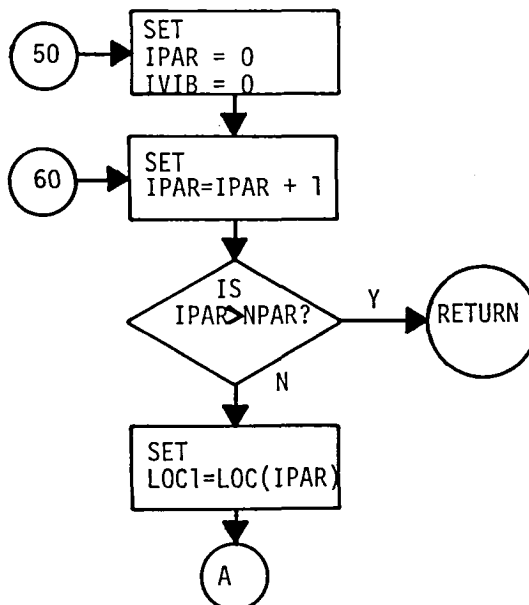 50
SET
IPAR = 0
IVIB = 0
60
SET
IPAR=IPAR + 1
IS
IPAR>NPAR?
Y
RETURN
N
SET
LOC1=LOC(IPAR)
A